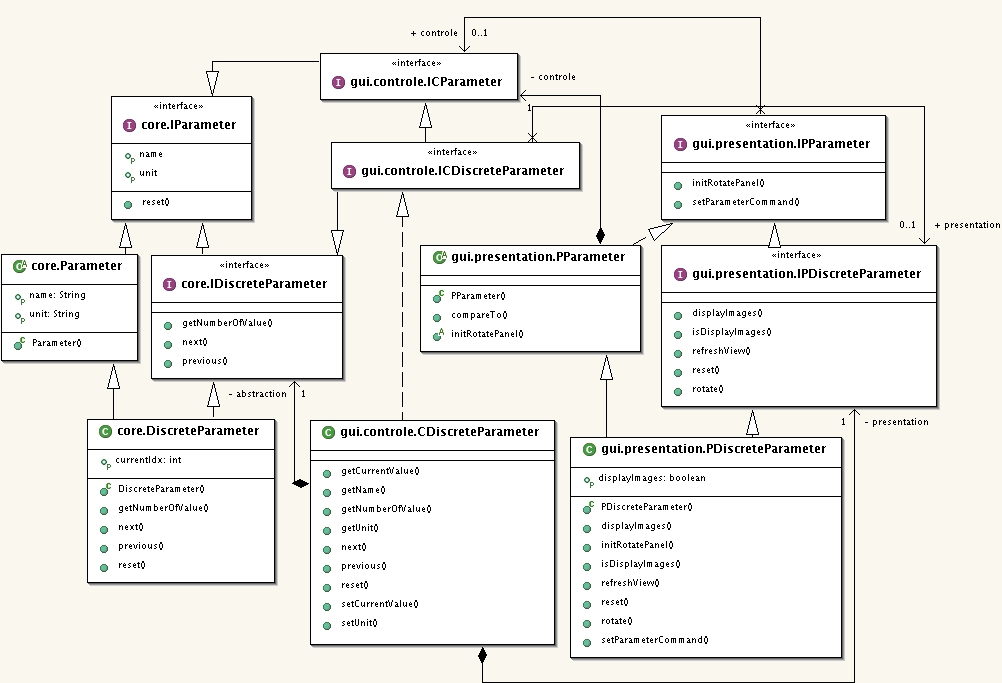 + controle 0..1
«interface»
gui.controle.ICParameter
- controle
1
«interface»
core.IParameter
name
unit
reset()
«interface»
gui.controle.ICDiscreteParameter
«interface»
gui.presentation.IPParameter
initRotatePanel()
setParameterCommand()
0..1 + presentation
core.Parameter
name: String
unit: String
Parameter()
«interface»
core.IDiscreteParameter
getNumberOfValue()
next()
previous()
gui.presentation.PParameter
PParameter()
compareTo()
initRotatePanel()
«interface»
gui.presentation.IPDiscreteParameter
displayImages()
isDisplayImages()
refreshView()
reset()
rotate()
- abstraction 1
1 - presentation
core.DiscreteParameter
currentIdx: int
DiscreteParameter()
getNumberOfValue()
next()
previous()
reset()
gui.controle.CDiscreteParameter
getCurrentValue()
getName()
getNumberOfValue()
getUnit()
next()
previous()
reset()
setCurrentValue()
setUnit()
gui.presentation.PDiscreteParameter
displayImages: boolean
PDiscreteParameter()
displayImages()
initRotatePanel()
isDisplayImages()
refreshView()
reset()
rotate()
setParameterCommand()